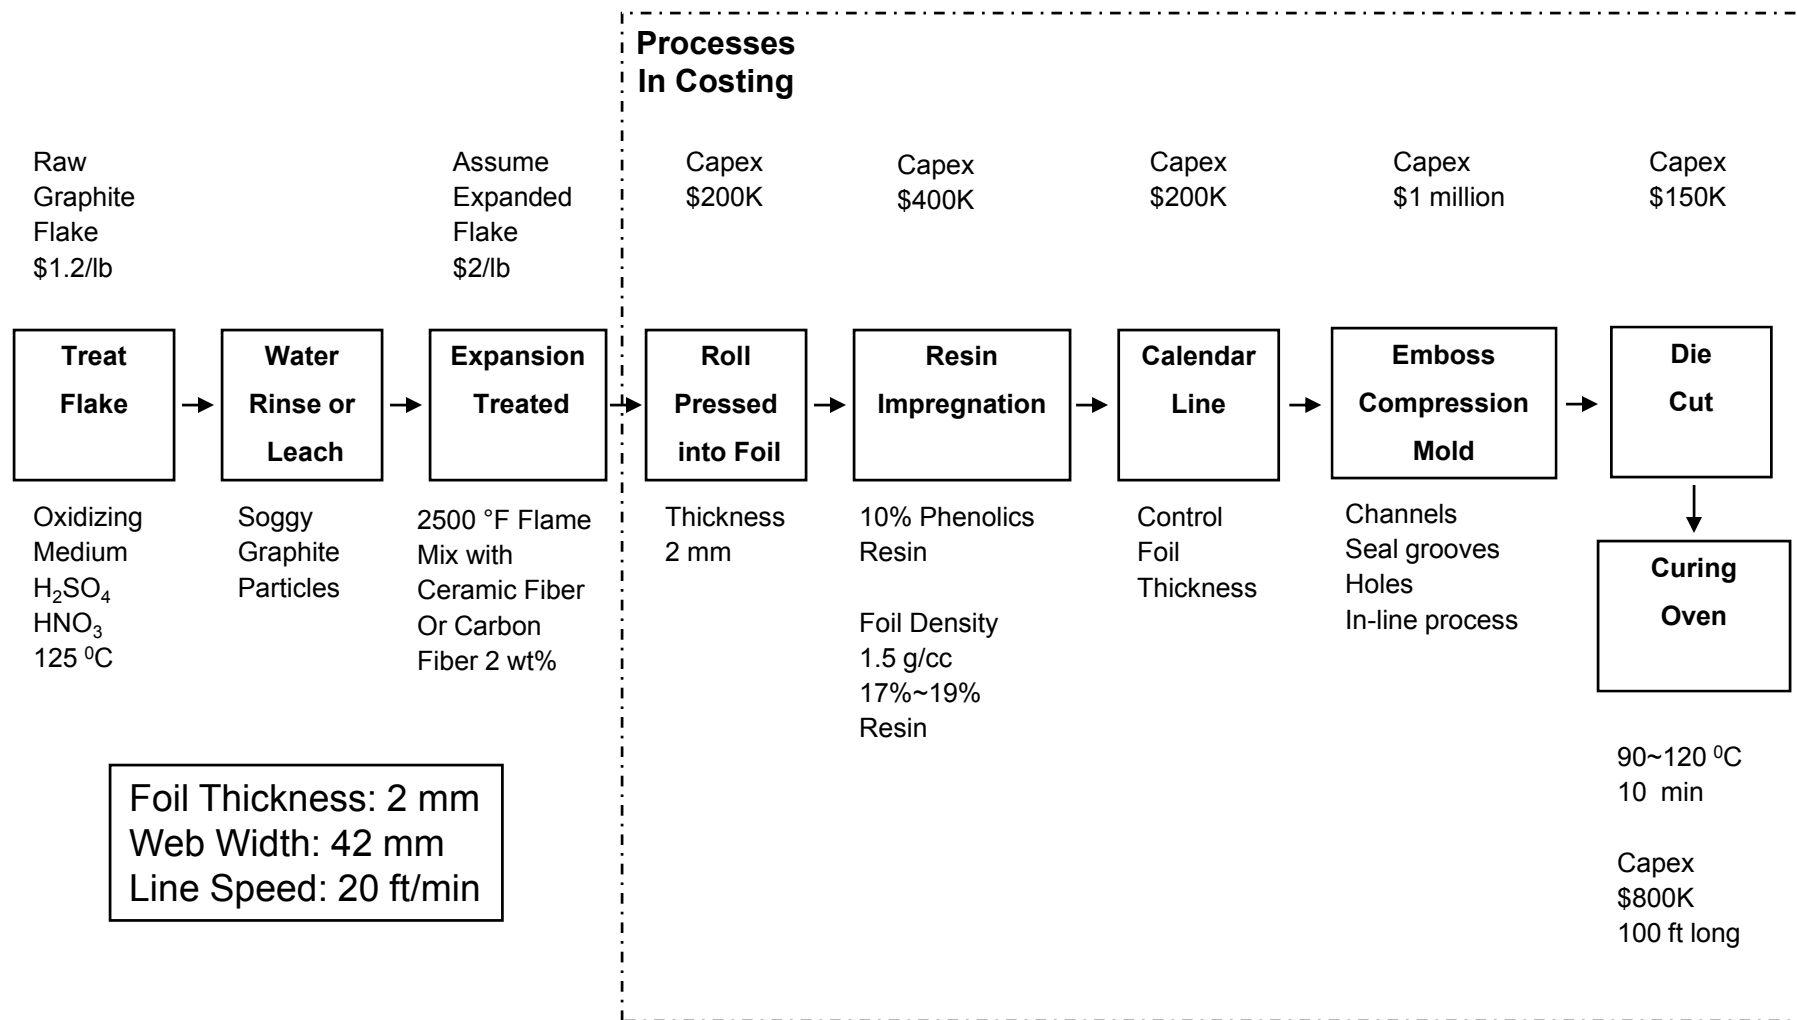 Processes
In Costing
Raw
Graphite
Flake
$1.2/lb
Assume
Expanded
Flake
$2/lb
Capex
$200K
Capex
$400K
Capex
$200K
Capex
$1 million
Capex
$150K
Treat
Flake
Water
Rinse or
Leach
Expansion
Treated
Roll
Pressed
into Foil
Resin
Impregnation
Calendar
Line
Emboss
Compression
Mold
Die
Cut
Oxidizing
Medium
H₂SO₄
HNO₃
125 ⁰C
Soggy
Graphite
Particles
2500 °F Flame
Mix with
Ceramic Fiber
Or Carbon
Fiber 2 wt%
Thickness
2 mm
10% Phenolics
Resin
Foil Density
1.5 g/cc
17%~19%
Resin
Control
Foil
Thickness
Channels
Seal grooves
Holes
In-line process
Curing
Oven
90~120 ⁰C
10 min
Capex
$800K
100 ft long
Foil Thickness: 2 mm
Web Width: 42 mm
Line Speed: 20 ft/min